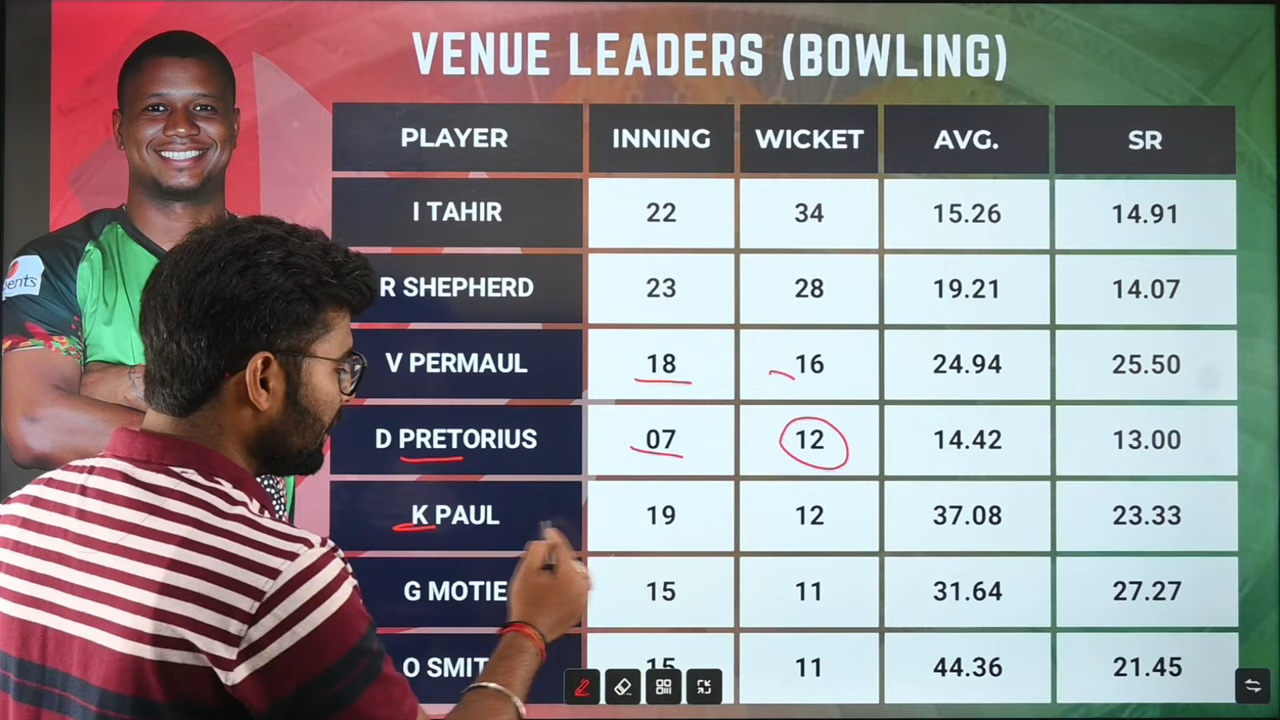 VENUE LEADERS (BOWLING)
PLAYER INNING WICKET AVG. SR
I TAHIR 22 34 15.26 14.91
R SHEPHERD 23 28 19.21 14.07
V PERMAUL 18 16 24.94 25.50
D PRETORIUS 07 12 14.42 13.00
K PAUL 19 12 37.08 23.33
G MOTIE 15 11 31.64 27.27
O SMIT 15 11 44.36 21.45